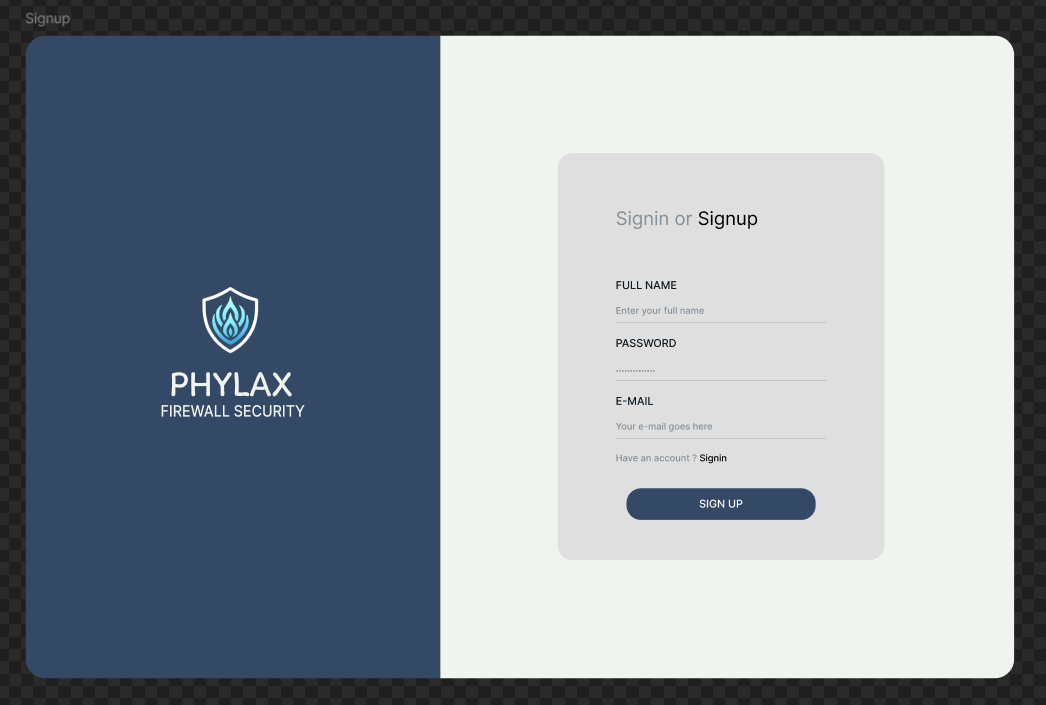 Signup
PHYLAX
FIREWALL SECURITY
Signin or Signup
FULL NAME
Enter your full name
PASSWORD
..............
E-MAIL
Your e-mail goes here
Have an account ? Signin
SIGN UP